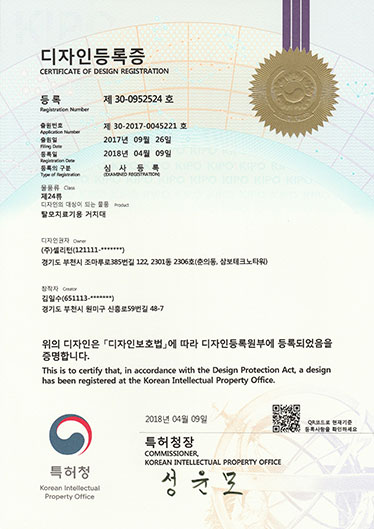 디자인등록증
CERTIFICATE OF DESIGN REGISTRATION
등록 제 30-0952524 호
Registration Number
출원번호 제 30-2017-0045221 호
Application Number
출원일 2017년 09월 26일
Filing Date
등록일 2018년 04월 09일
Registration Date
등록의 구분 심사등록
Type of Registration (EXAMINED REGISTRATION)
물품류 Class
제24류
디자인의 대상이 되는 물품 Product
탈모치료기용 거치대
디자인권자 Owner
(주)셀리턴(121111-*******)
경기도 부천시 조마루로385번길 122, 2301동 2306호(춘의동, 삼보테크노타워)
창작자 Creator
김일수(651113-*******)
경기도 부천시 원미구 신흥로59번길 48-7
위의 디자인은 「디자인보호법」에 따라 디자인등록원부에 등록되었음을
증명합니다.
This is to certify that, in accordance with the Design Protection Act, a design
has been registered at the Korean Intellectual Property Office.
2018년 04월 09일
QR코드로 현재기준
등록사항을 확인하세요
특허청
Korean Intellectual
Property Office
특허청장
COMMISSIONER,
KOREAN INTELLECTUAL PROPERTY OFFICE
성윤모